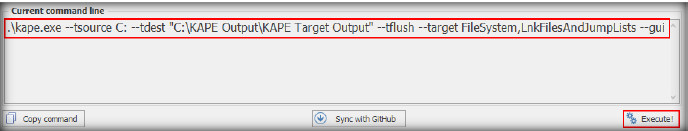 Current command line
.\kape.exe --tsource C: --tdest "C:\KAPE Output\KAPE Target Output" --tflush --target FileSystem,LnkFilesAndJumpLists --gui
Copy command
Sync with GitHub
Execute!